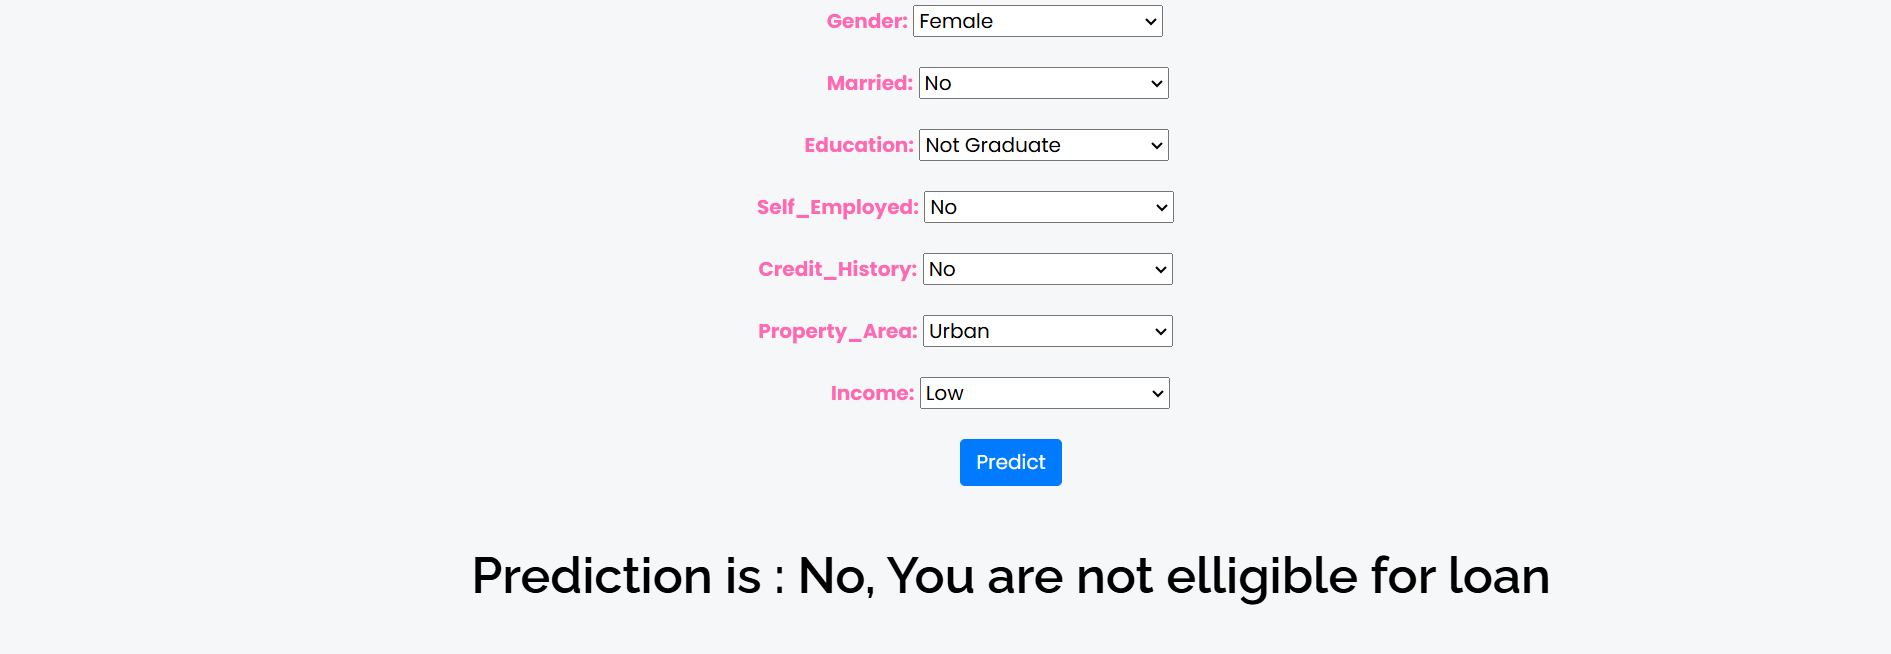 Gender: Female
Married: No
Education: Not Graduate
Self_Employed: No
Credit_History: No
Property_Area: Urban
Income: Low
Predict
Prediction is : No, You are not elligible for loan